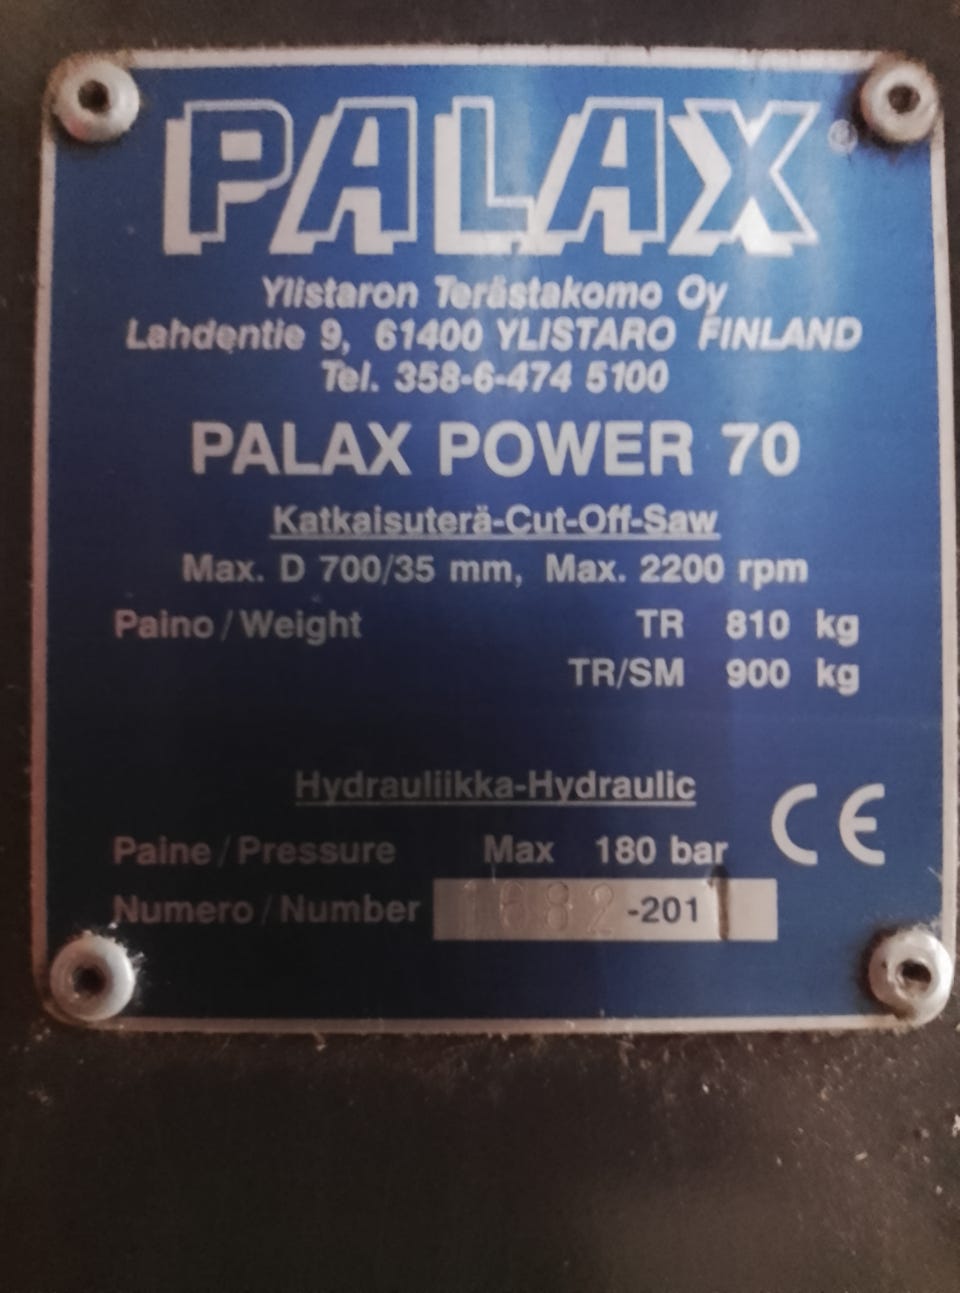 PALAX®
Ylistaron Terästakomo Oy
Lahdentie 9, 61400 YLISTARO FINLAND
Tel. 358-6-474 5100
PALAX POWER 70
Katkaisuterä-Cut-Off-Saw
Max. D 700/35 mm, Max. 2200 rpm
Paino/Weight TR 810 kg
TR/SM 900 kg
Hydrauliikka-Hydraulic
Paine/Pressure Max 180 bar
CE
Numero/Number -201